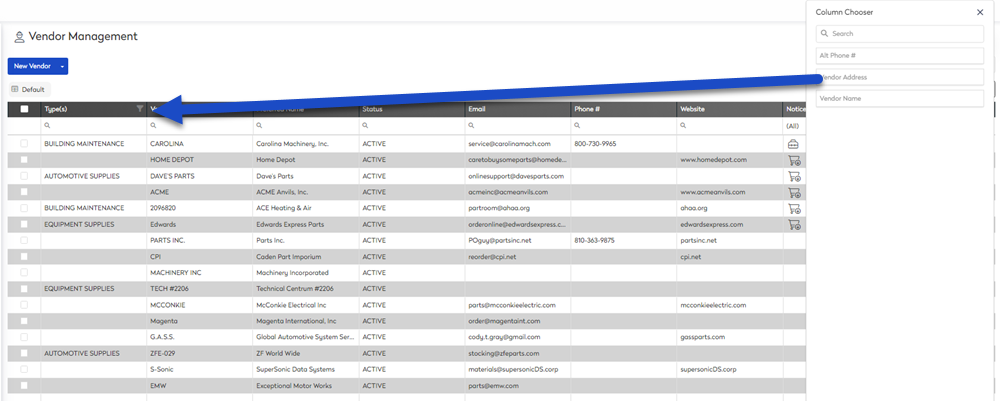 Column Chooser
Search
Alt Phone #
Vendor Address
Vendor Name
Vendor Management
New Vendor
Default
Type(s) Name Status Email Phone # Website Notice
(All)
BUILDING MAINTENANCE CAROLINA Carolina Machinery, Inc. ACTIVE service@carolinamach.com 800-730-9965
HOME DEPOT Home Depot ACTIVE caretobuysomeparts@homede... www.homedepot.com
AUTOMOTIVE SUPPLIES DAVE'S PARTS Dave's Parts ACTIVE onlinesupport@davesparts.com
ACME ACME Anvils, Inc. ACTIVE acmeinc@acmeanvils.com www.acmeanvils.com
BUILDING MAINTENANCE 2096820 ACE Heating & Air ACTIVE partroom@ahaa.org ahaa.org
EQUIPMENT SUPPLIES Edwards Edwards Express Parts ACTIVE orderonline@edwardsexpress.c... edwardsexpress.com
PARTS INC. Parts Inc. ACTIVE POguy@partsinc.net 810-363-9875 partsinc.net
CPI Caden Part Imporium ACTIVE reorder@cpi.net cpi.net
MACHINERY INC Machinery Incorporated ACTIVE
EQUIPMENT SUPPLIES TECH #2206 Technical Centrum #2206 ACTIVE
MCCONKIE McConkie Electrical Inc ACTIVE parts@mcconkieelectric.com mcconkieelectric.com
Magenta Magenta International, Inc ACTIVE order@magentaint.com
G.A.S.S. Global Automotive System Ser... ACTIVE cody.t.gray@gmail.com gassparts.com
AUTOMOTIVE SUPPLIES ZFE-029 ZF World Wide ACTIVE stocking@zfeparts.com
S-Sonic SuperSonic Data Systems ACTIVE materials@supersonicDS.corp supersonicDS.corp
EMW Exceptional Motor Works ACTIVE parts@emw.com